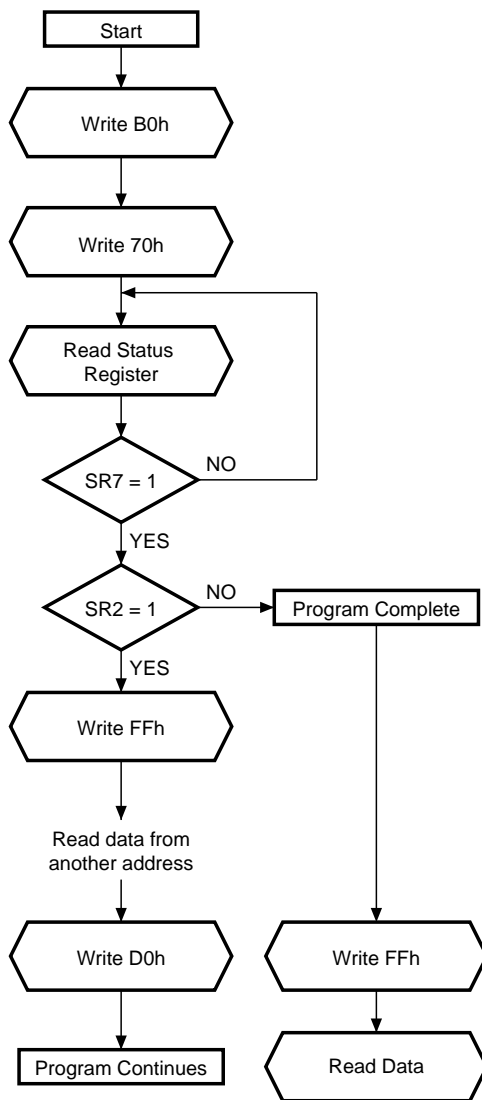 Start
Write B0h
Write 70h
Read Status
Register
SR7 = 1
NO
YES
SR2 = 1
NO
Program Complete
YES
Write FFh
Read data from
another address
Write D0h
Write FFh
Program Continues
Read Data